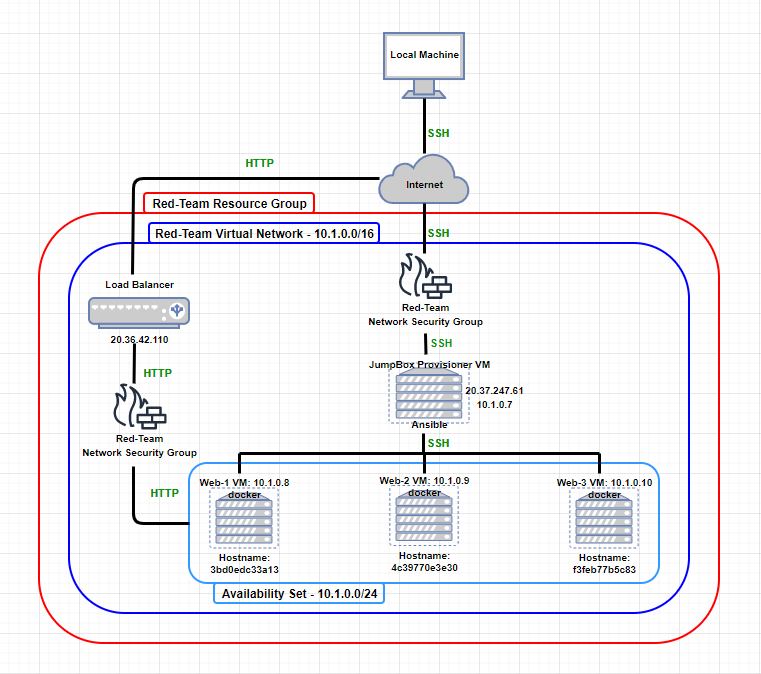 Local Machine
SSH
HTTP
Internet
Red-Team Resource Group
Red-Team Virtual Network - 10.1.0.0/16
SSH
Load Balancer
20.36.42.110
Red-Team
Network Security Group
SSH
JumpBox Provisioner VM
20.37.247.61
10.1.0.7
Ansible
HTTP
Red-Team
Network Security Group
SSH
HTTP
Web-1 VM: 10.1.0.8
docker
Hostname:
3bd0edc33a13
Web-2 VM: 10.1.0.9
docker
Hostname:
4c39770e3e30
Web-3 VM: 10.1.0.10
docker
Hostname:
f3feb77b5c83
Availability Set - 10.1.0.0/24